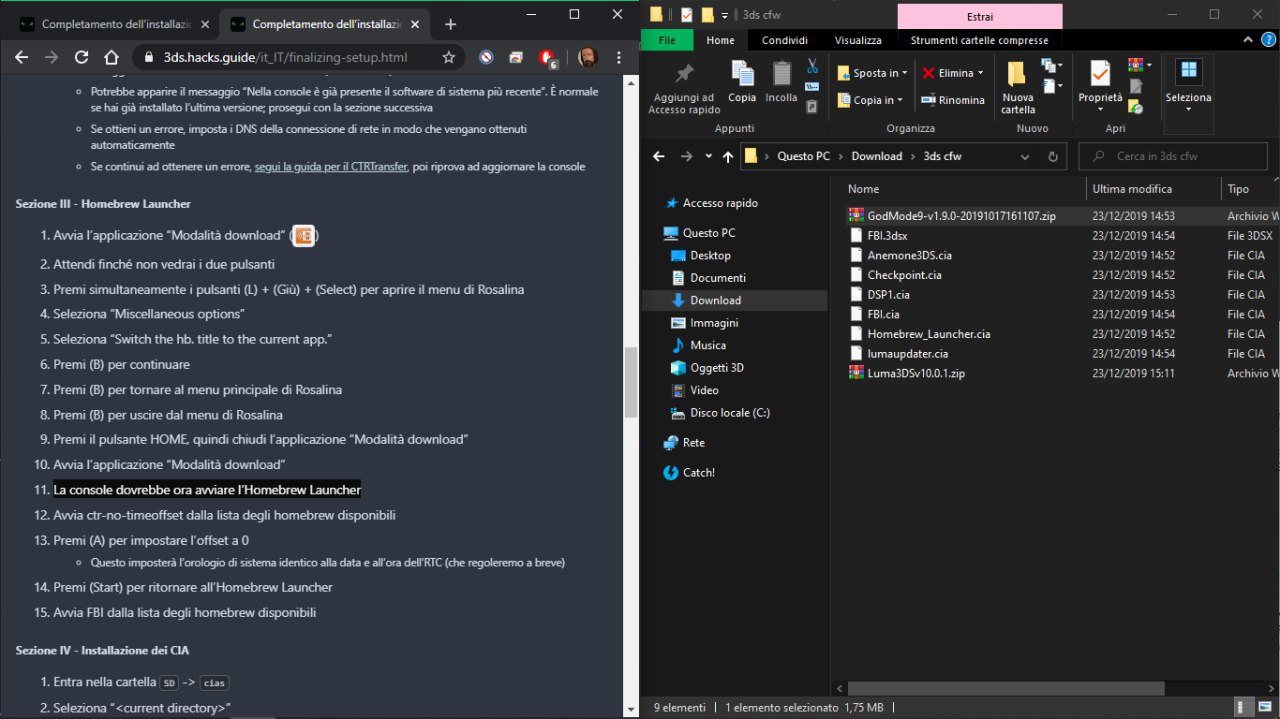 Completamento dell'installazio
Completamento dell'installazio
3ds.hacks.guide/it_IT/finalizing-setup.html
6
Potrebbe apparire il messaggio “Nella console è già presente il software di sistema più recente”. È normale
se hai già installato l'ultima versione; prosegui con la sezione successiva
Se ottieni un errore, imposta i DNS della connessione di rete in modo che vengano ottenuti
automaticamente
Se continui ad ottenere un errore, segui la guida per il CTRTransfer, poi riprova ad aggiornare la console
Sezione III - Homebrew Launcher
1. Avvia l'applicazione “Modalità download” ( )
2. Attendi finché non vedrai i due pulsanti
3. Premi simultaneamente i pulsanti (L) + (Giù) + (Select) per aprire il menu di Rosalina
4. Seleziona “Miscellaneous options”
5. Seleziona “Switch the hb. title to the current app.”
6. Premi (B) per continuare
7. Premi (B) per tornare al menu principale di Rosalina
8. Premi (B) per uscire dal menu di Rosalina
9. Premi il pulsante HOME, quindi chiudi l'applicazione “Modalità download”
10. Avvia l'applicazione “Modalità download”
11. La console dovrebbe ora avviare l'Homebrew Launcher
12. Avvia ctr-no-timeoffset dalla lista degli homebrew disponibili
13. Premi (A) per impostare l'offset a 0
Questo imposterà l'orologio di sistema identico alla data e all'ora dell'RTC (che regoleremo a breve)
14. Premi (Start) per ritornare all'Homebrew Launcher
15. Avvia FBI dalla lista degli homebrew disponibili
Sezione IV - Installazione dei CIA
1. Entra nella cartella SD -> cias
2. Seleziona “<current directory>”
3ds cfw
Estrai
File Home Condividi Visualizza Strumenti cartelle compresse
Aggiungi ad
Accesso rapido
Copia
Incolla
Appunti
Sposta in
Copia in
Elimina
Rinomina
Organizza
Nuova
cartella
Nuovo
Proprietà
Apri
Seleziona
Questo PC > Download > 3ds cfw
Cerca in 3ds cfw
Accesso rapido
Questo PC
Desktop
Documenti
Download
Immagini
Musica
Oggetti 3D
Video
Disco locale (C:)
Rete
Catch!
Nome Ultima modifica Tipo
GodMode9-v1.9.0-20191017161107.zip 23/12/2019 14:53 Archivio W
FBI.3dsx 23/12/2019 14:54 File 3DSX
Anemone3DS.cia 23/12/2019 14:52 File CIA
Checkpoint.cia 23/12/2019 14:52 File CIA
DSP1.cia 23/12/2019 14:53 File CIA
FBI.cia 23/12/2019 14:54 File CIA
Homebrew_Launcher.cia 23/12/2019 14:52 File CIA
lumaupdater.cia 23/12/2019 14:54 File CIA
Luma3DSv10.0.1.zip 23/12/2019 15:11 Archivio W
9 elementi 1 elemento selezionato 1,75 MB